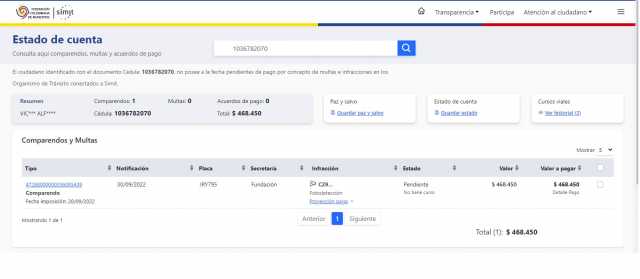 FEDERACIÓN COLOMBIANA DE MUNICIPIOS simit
Transparencia Participa Atención al ciudadano
Estado de cuenta
Consulta aquí comparendos, multas y acuerdos de pago
1036782070
El ciudadano identificado con el documento Cédula: 1036782070, no posee a la fecha pendientes de pago por concepto de multas e infracciones en los
Organismo de Tránsito conectados a Simit.
Resumen Comparendos: 1 Multas: 0 Acuerdos de pago: 0
VIC*** ALF**** Cédula: 1036782070 Total: $ 468.450
Paz y salvo
Guardar paz y salvo
Estado de cuenta
Guardar estado
Cursos viales
Ver historial (2)
Comparendos y Multas
Mostrar
Tipo Notificación Placa Secretaría Infracción Estado Valor Valor a pagar
30/09/2022 IRY795 Fundación C29... Pendiente $ 468.450 $ 468.450
Comparendo Fotodetección No tiene curso Detalle Pago
Fecha imposición: 20/09/2022 Proyección pago
Mostrando 1 de 1
Anterior 1 Siguiente
Total (1): $ 468.450